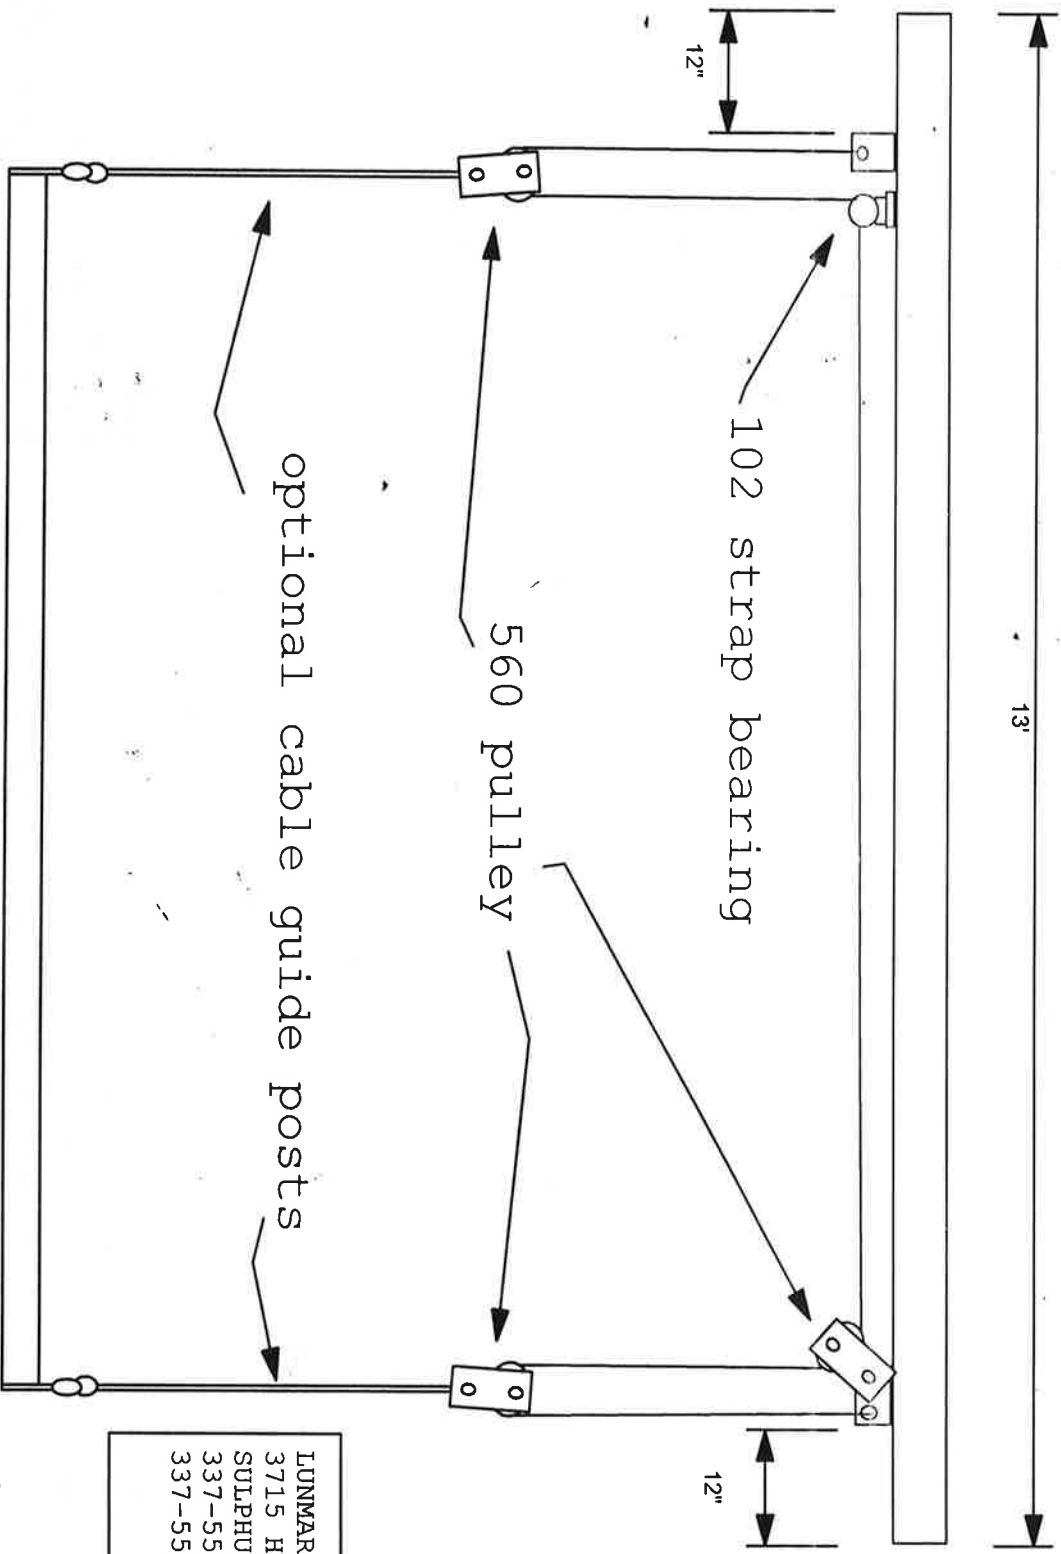 13'
12"
12"
102 strap bearing
560 pulley
optional cable guide posts
LUNMAR
3715 H
SULPHU
337-55
337-55